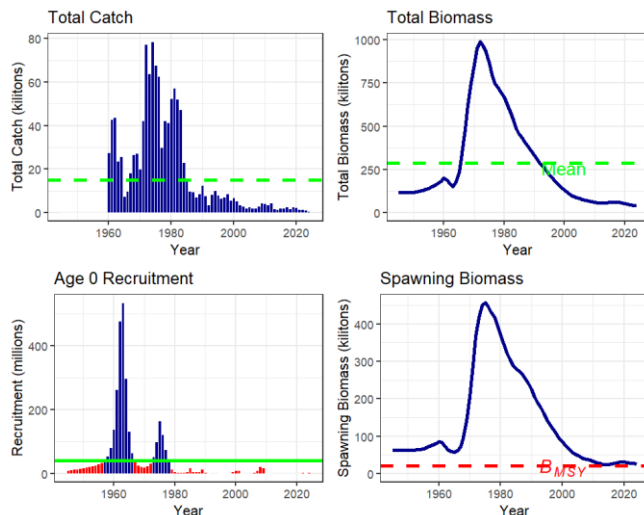 Total Catch
Total Catch (kilitons)
80
60
40
20
0
1960
1980
2000
2020
Year
Total Biomass
Total Biomass (kilitons)
1000
750
500
250
0
Mean
1960
1980
2000
2020
Year
Age 0 Recruitment
Recruitment (millions)
400
200
0
1960
1980
2000
2020
Year
Spawning Biomass
Spawning Biomass (kilitons)
400
300
200
100
0
B_MSY
1960
1980
2000
2020
Year